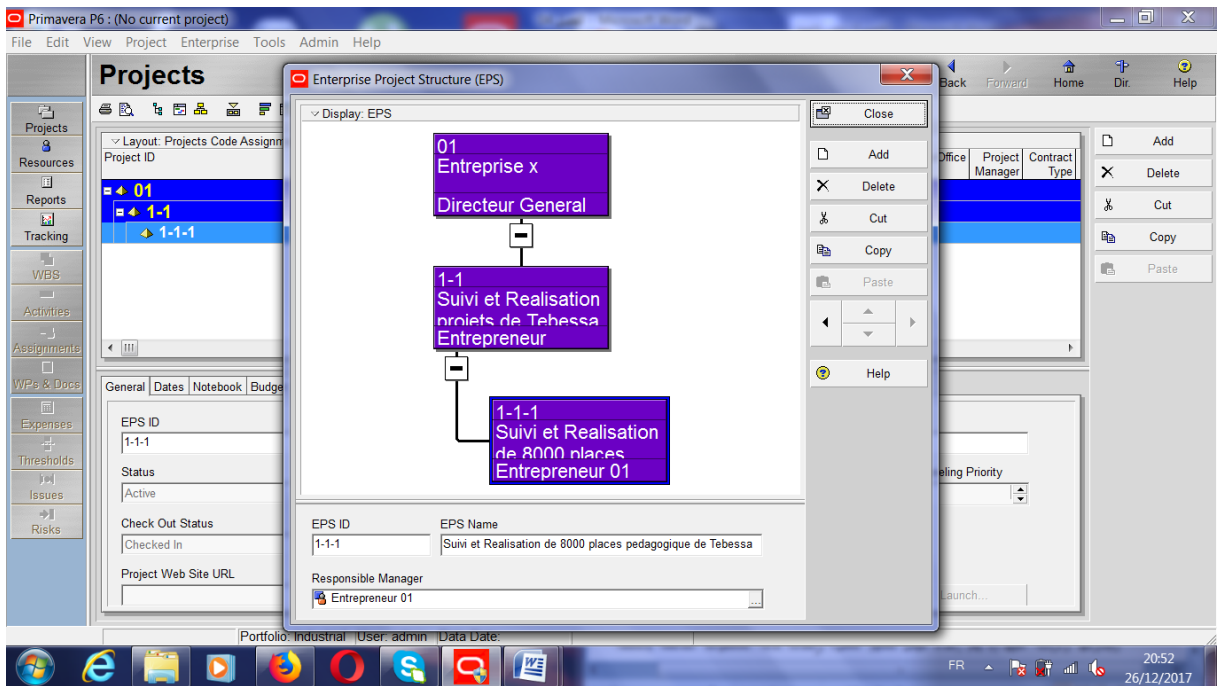 Primavera P6 : (No current project)
File Edit View Project Enterprise Tools Admin Help
Projects
Back Forward Home Dir. Help
Projects
Resources
Reports
Tracking
WBS
Activities
Assignments
WPs & Docs
Expenses
Thresholds
Issues
Risks
Layout: Projects Code Assignm
Project ID
01
1-1
1-1-1
Office Project Manager Contract Type
General Dates Notebook Budge
EPS ID
1-1-1
Status
Active
Check Out Status
Checked In
Project Web Site URL
eling Priority
Launch...
Enterprise Project Structure (EPS)
Display: EPS
01
Entreprise x
Directeur General
1-1
Suivi et Realisation
projets de Tebessa
Entrepreneur
1-1-1
Suivi et Realisation
de 8000 places
Entrepreneur 01
EPS ID EPS Name
1-1-1 Suivi et Realisation de 8000 places pedagogique de Tebessa
Responsible Manager
Entrepreneur 01
...
Close
Add
Delete
Cut
Copy
Paste
Help
Add
Delete
Cut
Copy
Paste
Portfolio: Industrial User: admin Data Date:
FR
20:52
26/12/2017